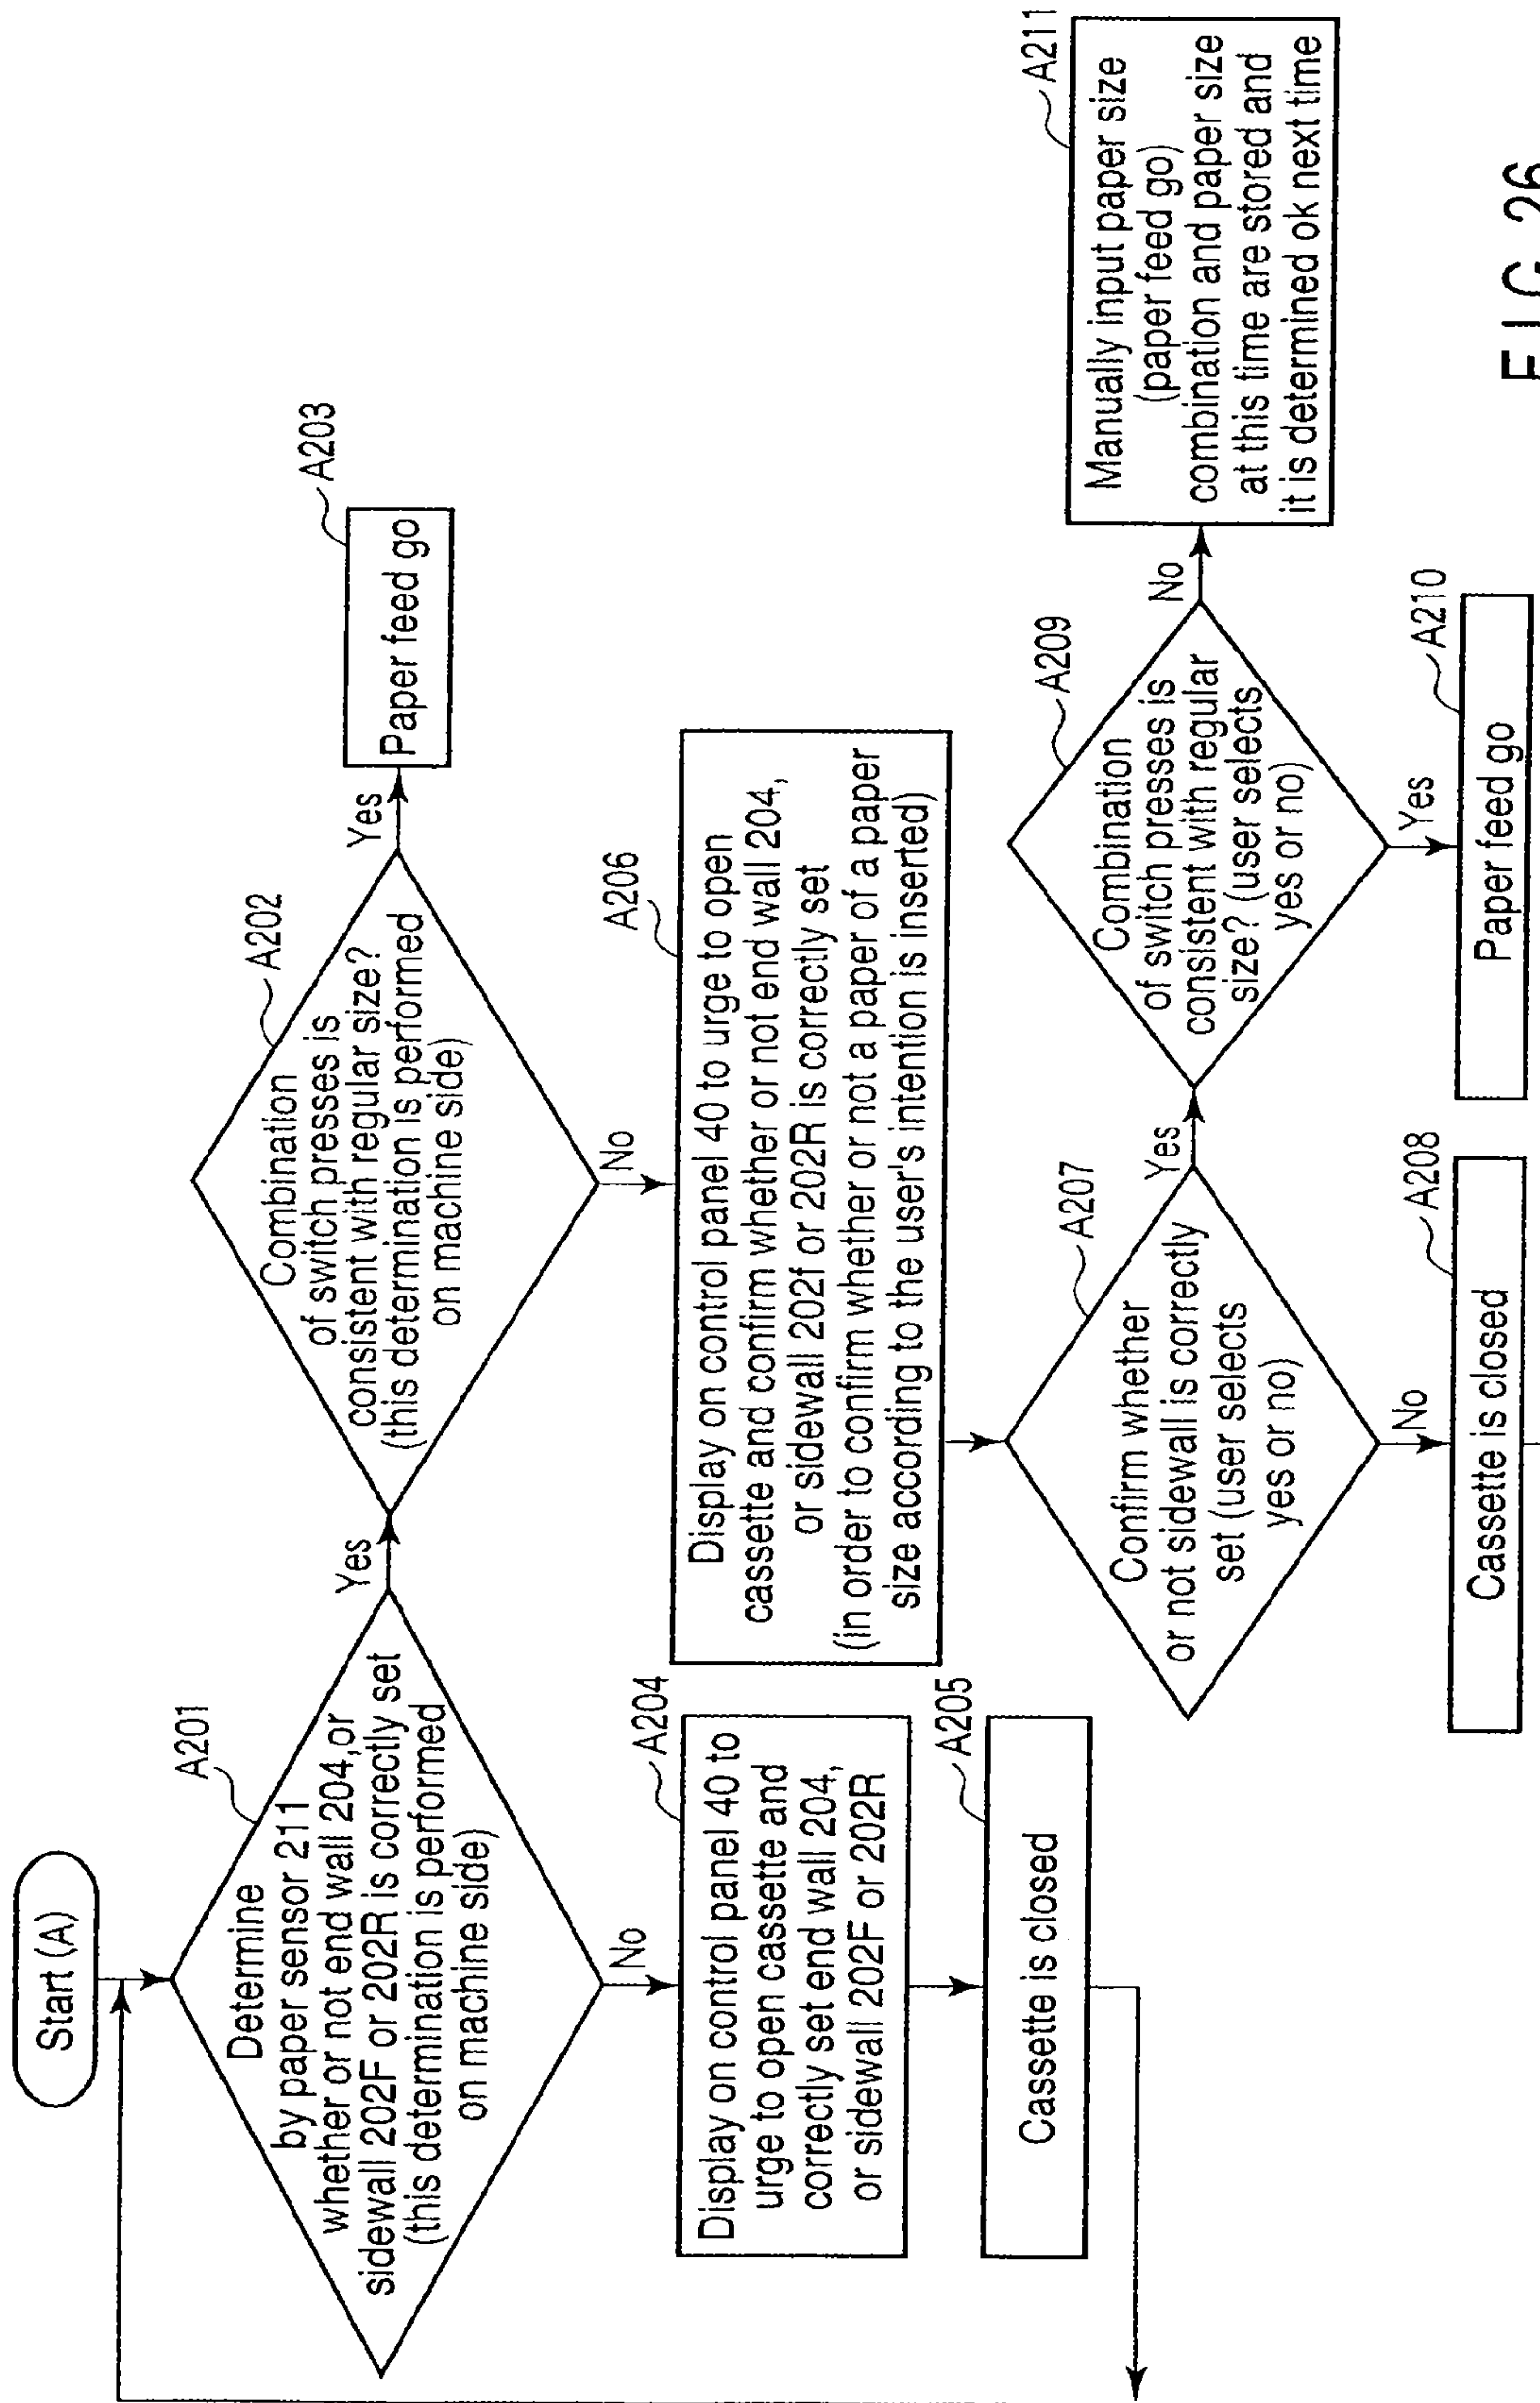 Start (A)
A201
Determine
by paper sensor 211
whether or not end wall 204,or
sidewall 202F or 202R is correctly set
(this determination is performed
on machine side)
Yes
No
A202
Combination
of switch presses is
consistent with regular size?
(this determination is performed
on machine side)
Yes
No
A203
Paper feed go
A204
Display on control panel 40 to
urge to open cassette and
correctly set end wall 204,
or sidewall 202F or 202R
A205
Cassette is closed
A206
Display on control panel 40 to urge to open
cassette and confirm whether or not end wall 204,
or sidewall 202f or 202R is correctly set
(in order to confirm whether or not a paper of a paper
size according to the user's intention is inserted)
A207
Confirm whether
or not sidewall is correctly
set (user selects
yes or no)
Yes
No
A208
Cassette is closed
A209
Combination
of switch presses is
consistent with regular
size? (user selects
yes or no)
No
Yes
A210
Paper feed go
A211
Manually input paper size
(paper feed go)
combination and paper size
at this time are stored and
it is determined ok next time
FIG. 26